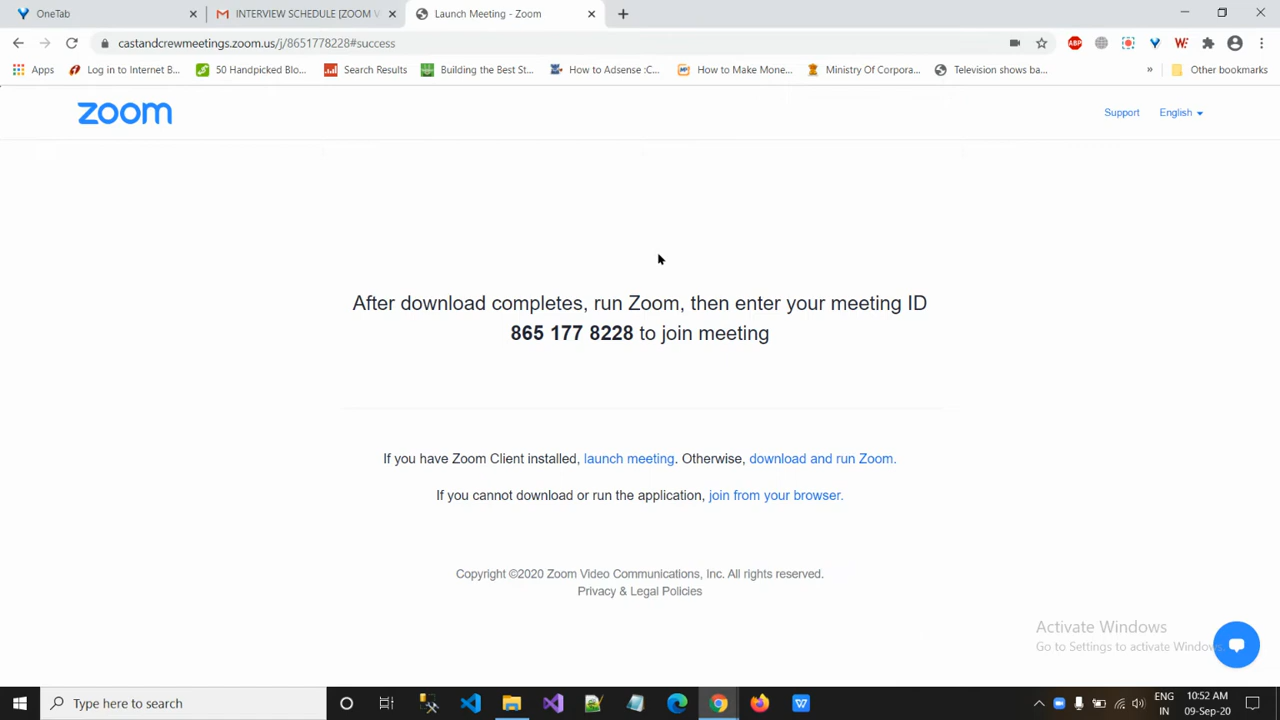 OneTab
INTERVIEW SCHEDULE [ZOOM V
Launch Meeting - Zoom
castandcrewmeetings.zoom.us/j/8651778228#success
ABP
Apps
Log in to Internet B...
50 Handpicked Blo...
Search Results
Building the Best St...
How to Adsense :C...
How to Make Mone...
Ministry Of Corpora...
Television shows ba...
»
Other bookmarks
zoom
Support
English
After download completes, run Zoom, then enter your meeting ID
865 177 8228 to join meeting
If you have Zoom Client installed, launch meeting. Otherwise, download and run Zoom.
If you cannot download or run the application, join from your browser.
Copyright ©2020 Zoom Video Communications, Inc. All rights reserved.
Privacy & Legal Policies
Activate Windows
Go to Settings to activate Windows.
Type here to search
ENG
IN
10:52 AM
09-Sep-20